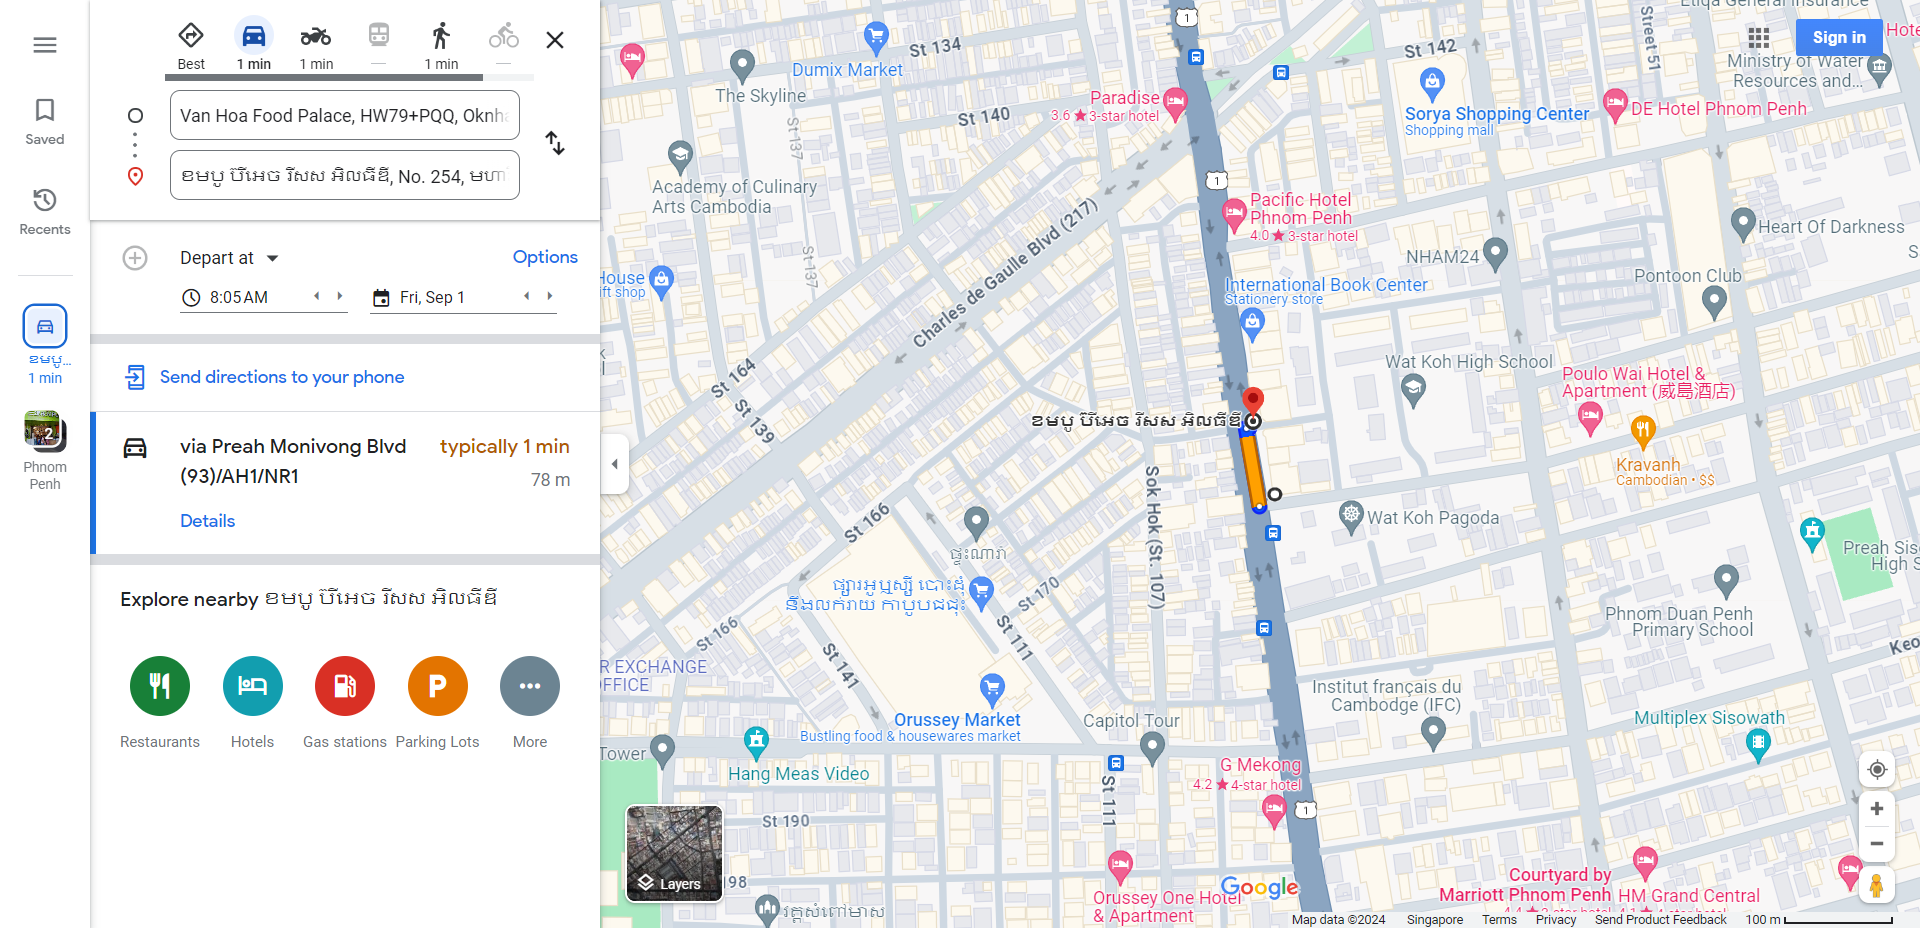 Best
1 min
1 min
1 min
Saved
Recents
ខមបូ...
1 min
2
Phnom
Penh
Van Hoa Food Palace, HW79+PQQ, Oknha
ខមបូ ប៊ីអេច រីសស អិលធីឌី, No. 254, មហា
Depart at
Options
8:05 AM
Fri, Sep 1
Send directions to your phone
via Preah Monivong Blvd
(93)/AH1/NR1
typically 1 min
78 m
Details
Explore nearby ខមបូ ប៊ីអេច រីសស អិលធីឌី
Restaurants
Hotels
Gas stations
P
Parking Lots
More
Sign in
Etiqa General Insurance
1
St 134
St 142
Street 51
Dumix Market
The Skyline
Ministry of Water
Resources and...
Hote
Paradise
3.6 ★ 3-star hotel
Sorya Shopping Center
Shopping mall
DE Hotel Phnom Penh
St 140
St 137
1
Academy of Culinary
Arts Cambodia
Pacific Hotel
Phnom Penh
4.0 ★ 3-star hotel
Charles de Gaulle Blvd (217)
Heart Of Darkness
S
NHAM24
St 137
House
ift shop
Pontoon Club
International Book Center
Stationery store
St 164
Wat Koh High School
Poulo Wai Hotel &
Apartment (威島酒店)
St 139
ខមបូ ប៊ីអេច រីសស អិលធីឌី
Kravanh
Cambodian • $$
Sok Hok (St. 107)
St 166
Wat Koh Pagoda
ផ្ទះណារ៉ា
Preah Sis
High S
ផ្សារអូឬស្សី បោះដុំ
និងលក់រាយ កាបូបជជុះ
St 170
Phnom Duan Penh
Primary School
St 166
St 111
St 141
Keo
R EXCHANGE
OFFICE
Institut français du
Cambodge (IFC)
Orussey Market
Bustling food & housewares market
Capitol Tour
Multiplex Sisowath
Tower
Hang Meas Video
G Mekong
4.2 ★ 4-star hotel
St 111
1
St 190
Layers
198
Orussey One Hotel
& Apartment
Google
Courtyard by
Marriott Phnom Penh
HM Grand Central
វត្តសំពៅមាស
Map data ©2024
Singapore
Terms
Privacy
Send Product Feedback
100 m